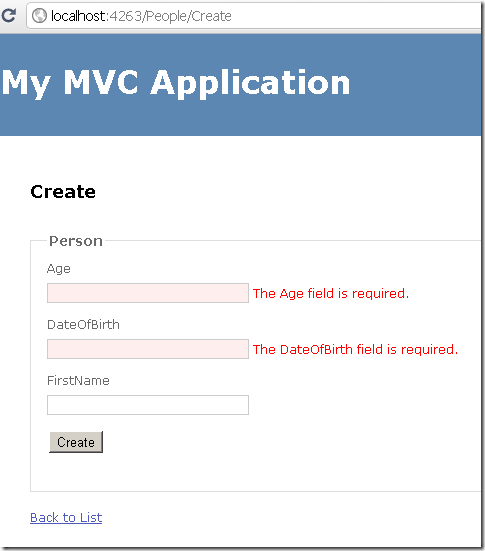 localhost:4263/People/Create
My MVC Application
Create
Person
Age
The Age field is required.
DateOfBirth
The DateOfBirth field is required.
FirstName
Create
Back to List